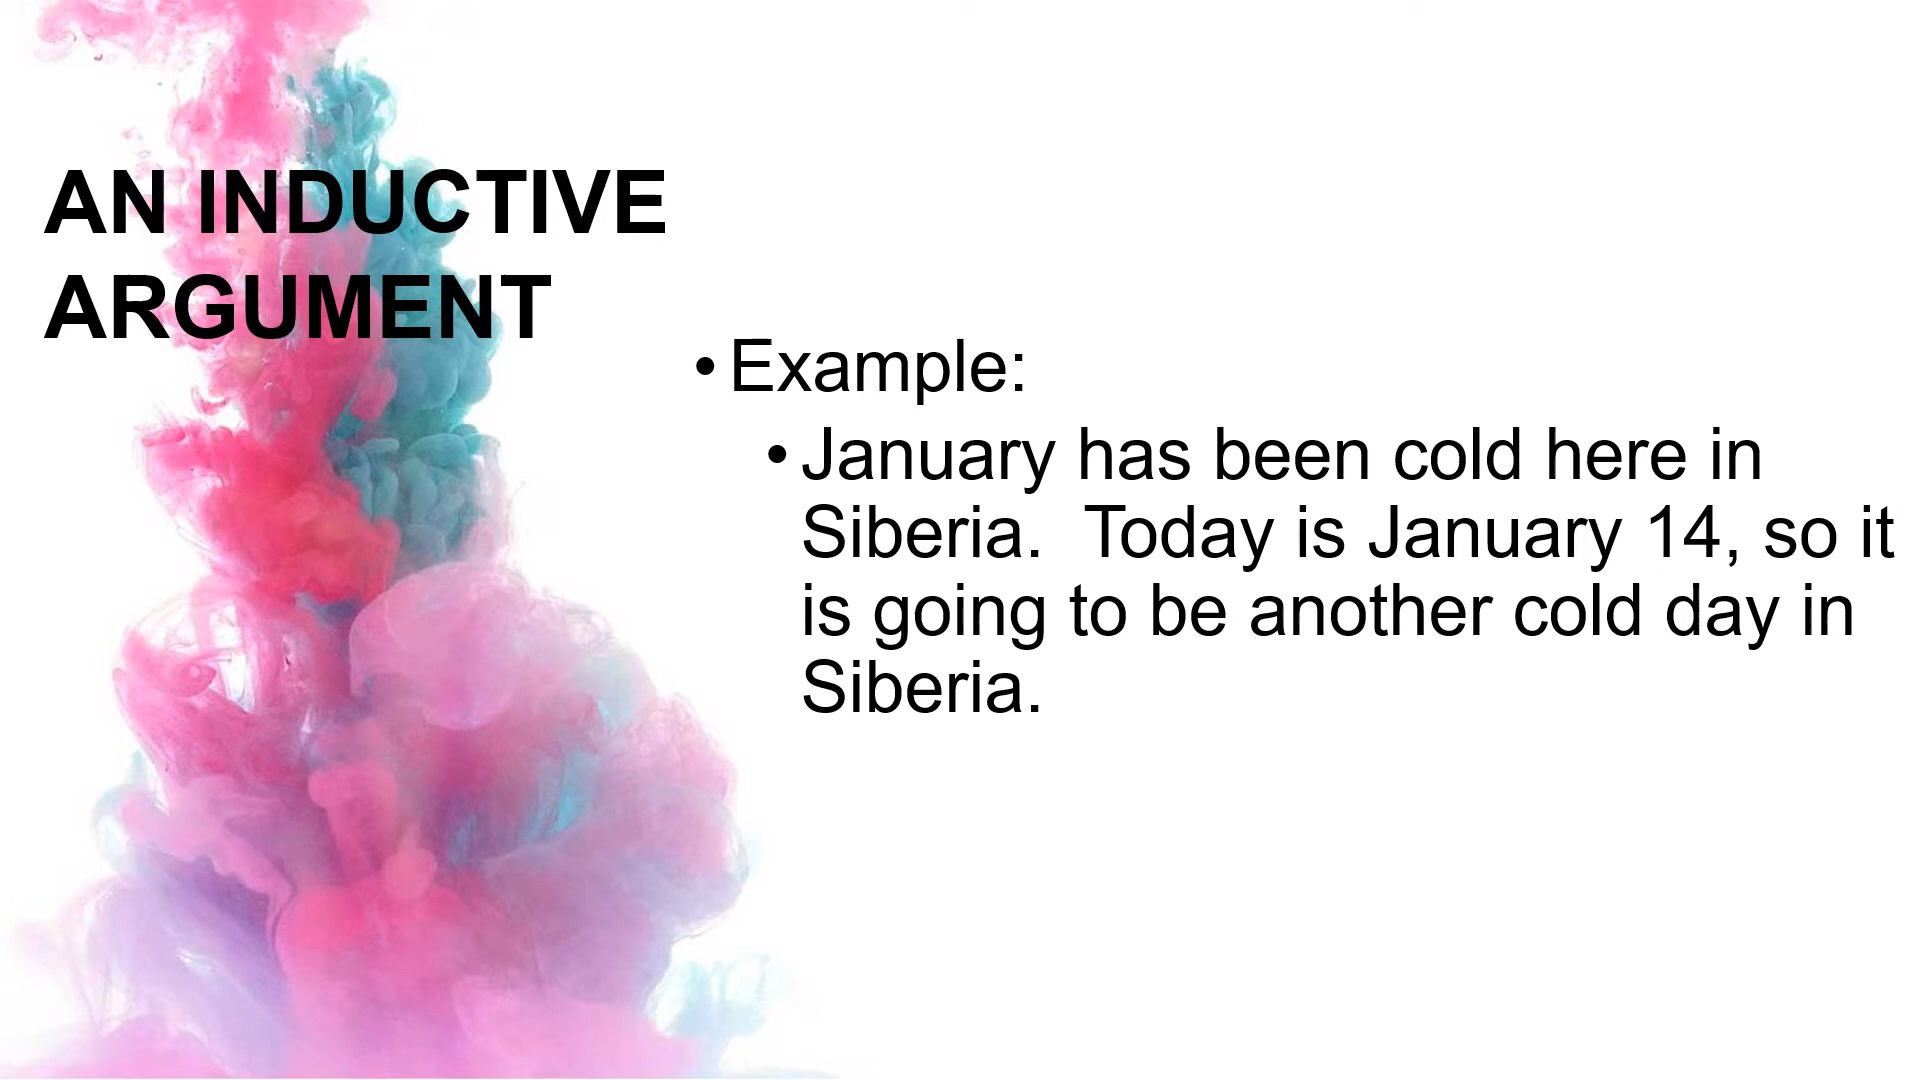 AN INDUCTIVE
ARGUMENT
• Example:
• January has been cold here in
Siberia.  Today is January 14, so it
is going to be another cold day in
Siberia.